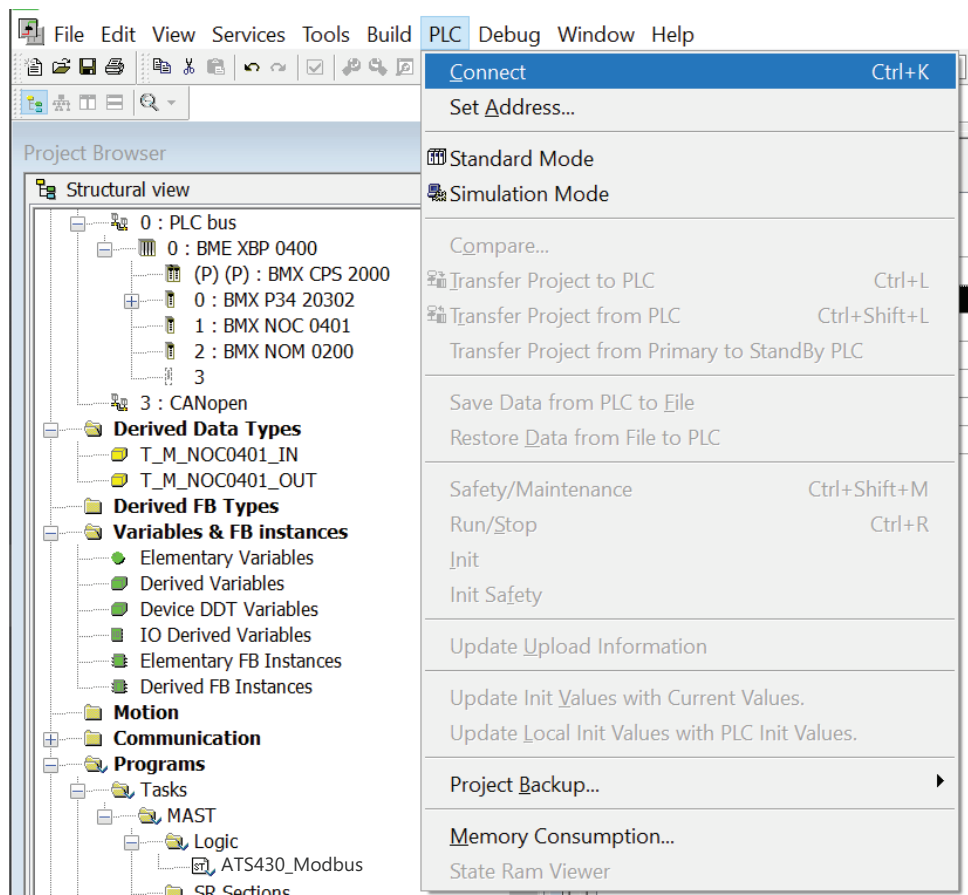 File Edit View Services Tools Build PLC Debug Window Help
Connect Ctrl+K
Set Address...
Standard Mode
Simulation Mode
Compare...
Transfer Project to PLC Ctrl+L
Transfer Project from PLC Ctrl+Shift+L
Transfer Project from Primary to StandBy PLC
Save Data from PLC to File
Restore Data from File to PLC
Safety/Maintenance Ctrl+Shift+M
Run/Stop Ctrl+R
Init
Init Safety
Update Upload Information
Update Init Values with Current Values.
Update Local Init Values with PLC Init Values.
Project Backup...
Memory Consumption...
State Ram Viewer
Project Browser
Structural view
0 : PLC bus
0 : BME XBP 0400
(P) (P) : BMX CPS 2000
0 : BMX P34 20302
1 : BMX NOC 0401
2 : BMX NOM 0200
3
3 : CANopen
Derived Data Types
T_M_NOC0401_IN
T_M_NOC0401_OUT
Derived FB Types
Variables & FB instances
Elementary Variables
Derived Variables
Device DDT Variables
IO Derived Variables
Elementary FB Instances
Derived FB Instances
Motion
Communication
Programs
Tasks
MAST
Logic
ATS430_Modbus
SR Sections